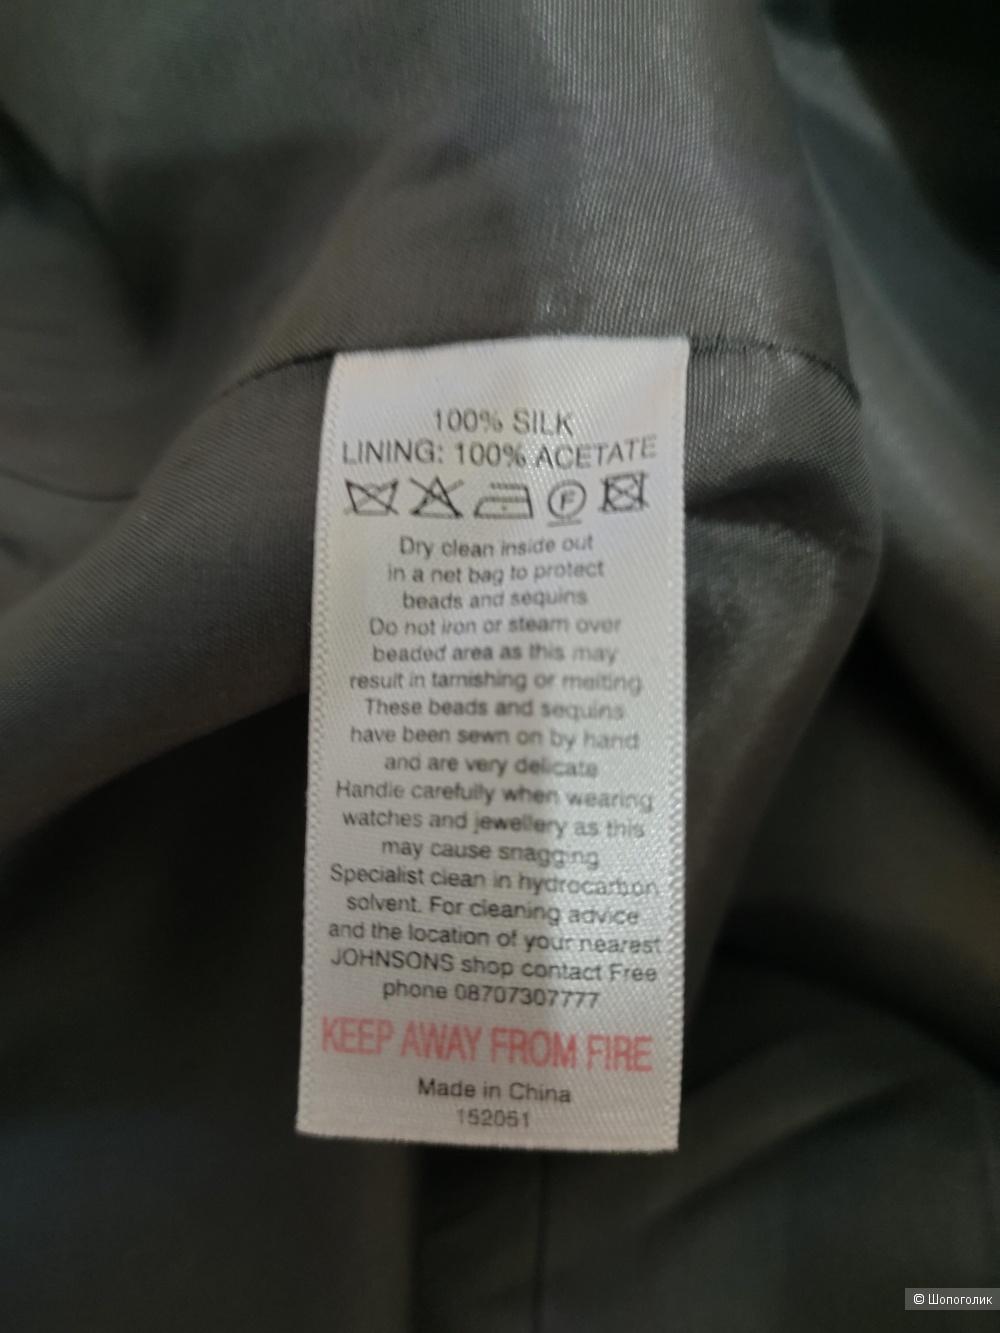 100% SILK
LINING: 100% ACETATE
F
Dry clean inside out
in a net bag to protect
beads and sequins
Do not iron or steam over
beaded area as this may
result in tarnishing or melting
These beads and sequins
have been sewn on by hand
and are very delicate
Handle carefully when wearing
watches and jewellery as this
may cause snagging
Specialist clean in hydrocarbon
solvent. For cleaning advice
and the location of your nearest
JOHNSONS shop contact Free
phone 08707307777
KEEP AWAY FROM FIRE
Made in China
152051
© Шопоголик